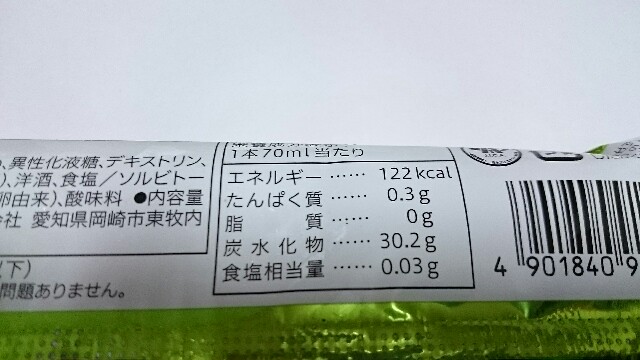 、異性化液糖、デキストリン、
)、洋酒、食塩／ソルビトー
卵由来)、酸味料 ●内容量
社 愛知県岡崎市東牧内
(下)
問題ありません。
1本70ml当たり
エネルギー …… 122kcal
たんぱく質 …… 0.3g
脂 質 …… 0g
炭水化物 …… 30.2g
食塩相当量 …… 0.03g
4 901840 9